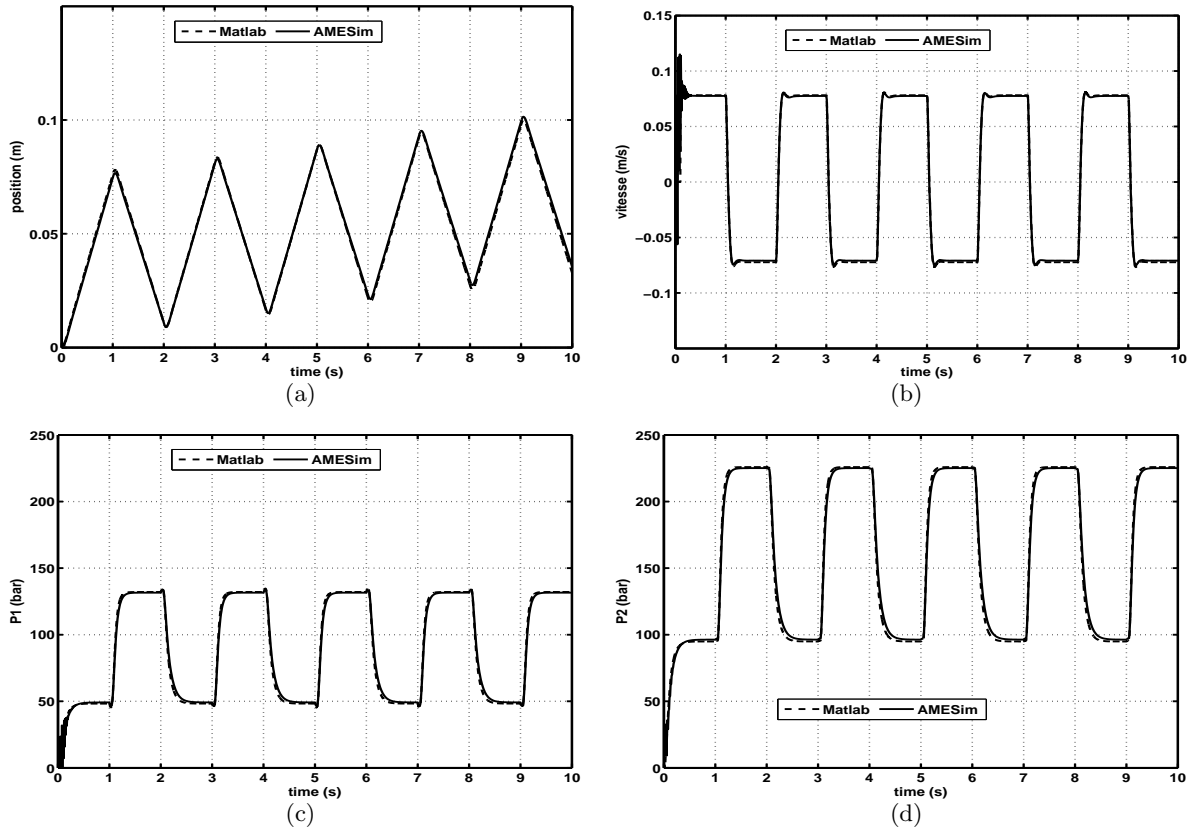 Matlab AMESim
position (m)
0.1
0.05
0
0 1 2 3 4 5 6 7 8 9 10
time (s)
(a)
Matlab AMESim
vitesse (m/s)
0.15
0.1
0.05
0
−0.05
−0.1
0 1 2 3 4 5 6 7 8 9 10
time (s)
(b)
Matlab AMESim
P1 (bar)
250
200
150
100
50
0
0 1 2 3 4 5 6 7 8 9 10
time (s)
(c)
Matlab AMESim
P2 (bar)
250
200
150
100
50
0
0 1 2 3 4 5 6 7 8 9 10
time (s)
(d)